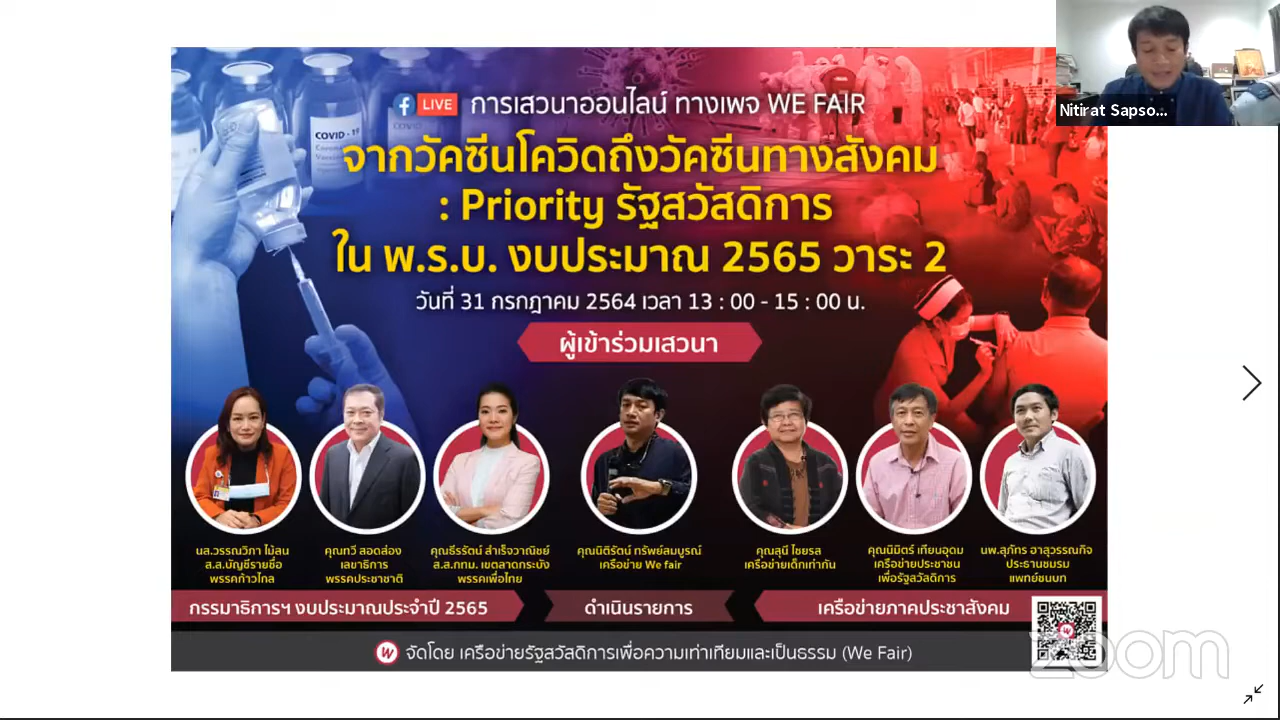 Nitirat Sapso...
LIVE การเสวนาออนไลน์ ทางเพจ WE FAIR
COVID - 19
จากวัคซีนโควิดถึงวัคซีนทางสังคม
: Priority รัฐสวัสดิการ
ใน พ.ร.บ. งบประมาณ 2565 วาระ 2
วันที่ 31 กรกฎาคม 2564 เวลา 13 : 00 - 15 : 00 น.
ผู้เข้าร่วมเสวนา
นส.วรรณวิภา ไม้สน
ส.ส.บัญชีรายชื่อ
พรรคก้าวไกล
คุณทวี สอดส่อง
เลขาธิการ
พรรคประชาชาติ
คุณธีรรัตน์ สำเร็จวาณิชย์
ส.ส.กทม. เขตลาดกระบัง
พรรคเพื่อไทย
คุณนิติรัตน์ ทรัพย์สมบูรณ์
เครือข่าย We fair
คุณสุนี ไชยรส
เครือข่ายเด็กเท่ากัน
คุณนิมิตร์ เทียนอุดม
เครือข่ายประชาชน
เพื่อรัฐสวัสดิการ
นพ.สุภัทร ฮาสุวรรณกิจ
ประธานชมรม
แพทย์ชนบท
กรรมาธิการฯ งบประมาณประจำปี 2565
ดำเนินรายการ
เครือข่ายภาคประชาสังคม
จัดโดย เครือข่ายรัฐสวัสดิการเพื่อความเท่าเทียมและเป็นธรรม (We Fair)
zoom